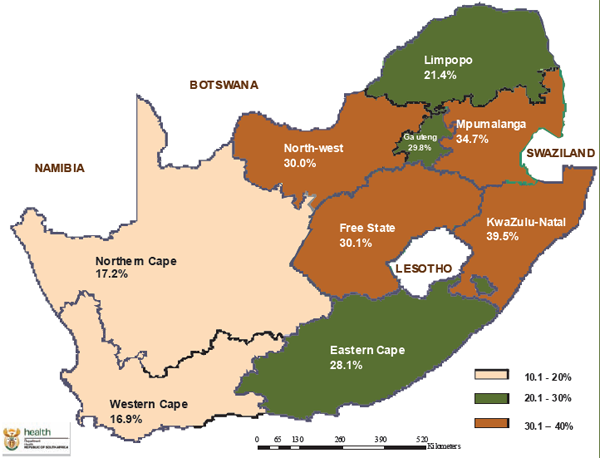 Limpopo
21.4%
BOTSWANA
Gauteng
29.8%
Mpumalanga
34.7%
North-west
30.0%
SWAZILAND
NAMIBIA
Free State
30.1%
KwaZulu-Natal
39.5%
Northern Cape
17.2%
LESOTHO
Eastern Cape
28.1%
Western Cape
16.9%
10.1 - 20%
20.1 - 30%
30.1 – 40%
health
Department:
Health
REPUBLIC OF SOUTH AFRICA
0 65 130 260 390 520
Kilometers